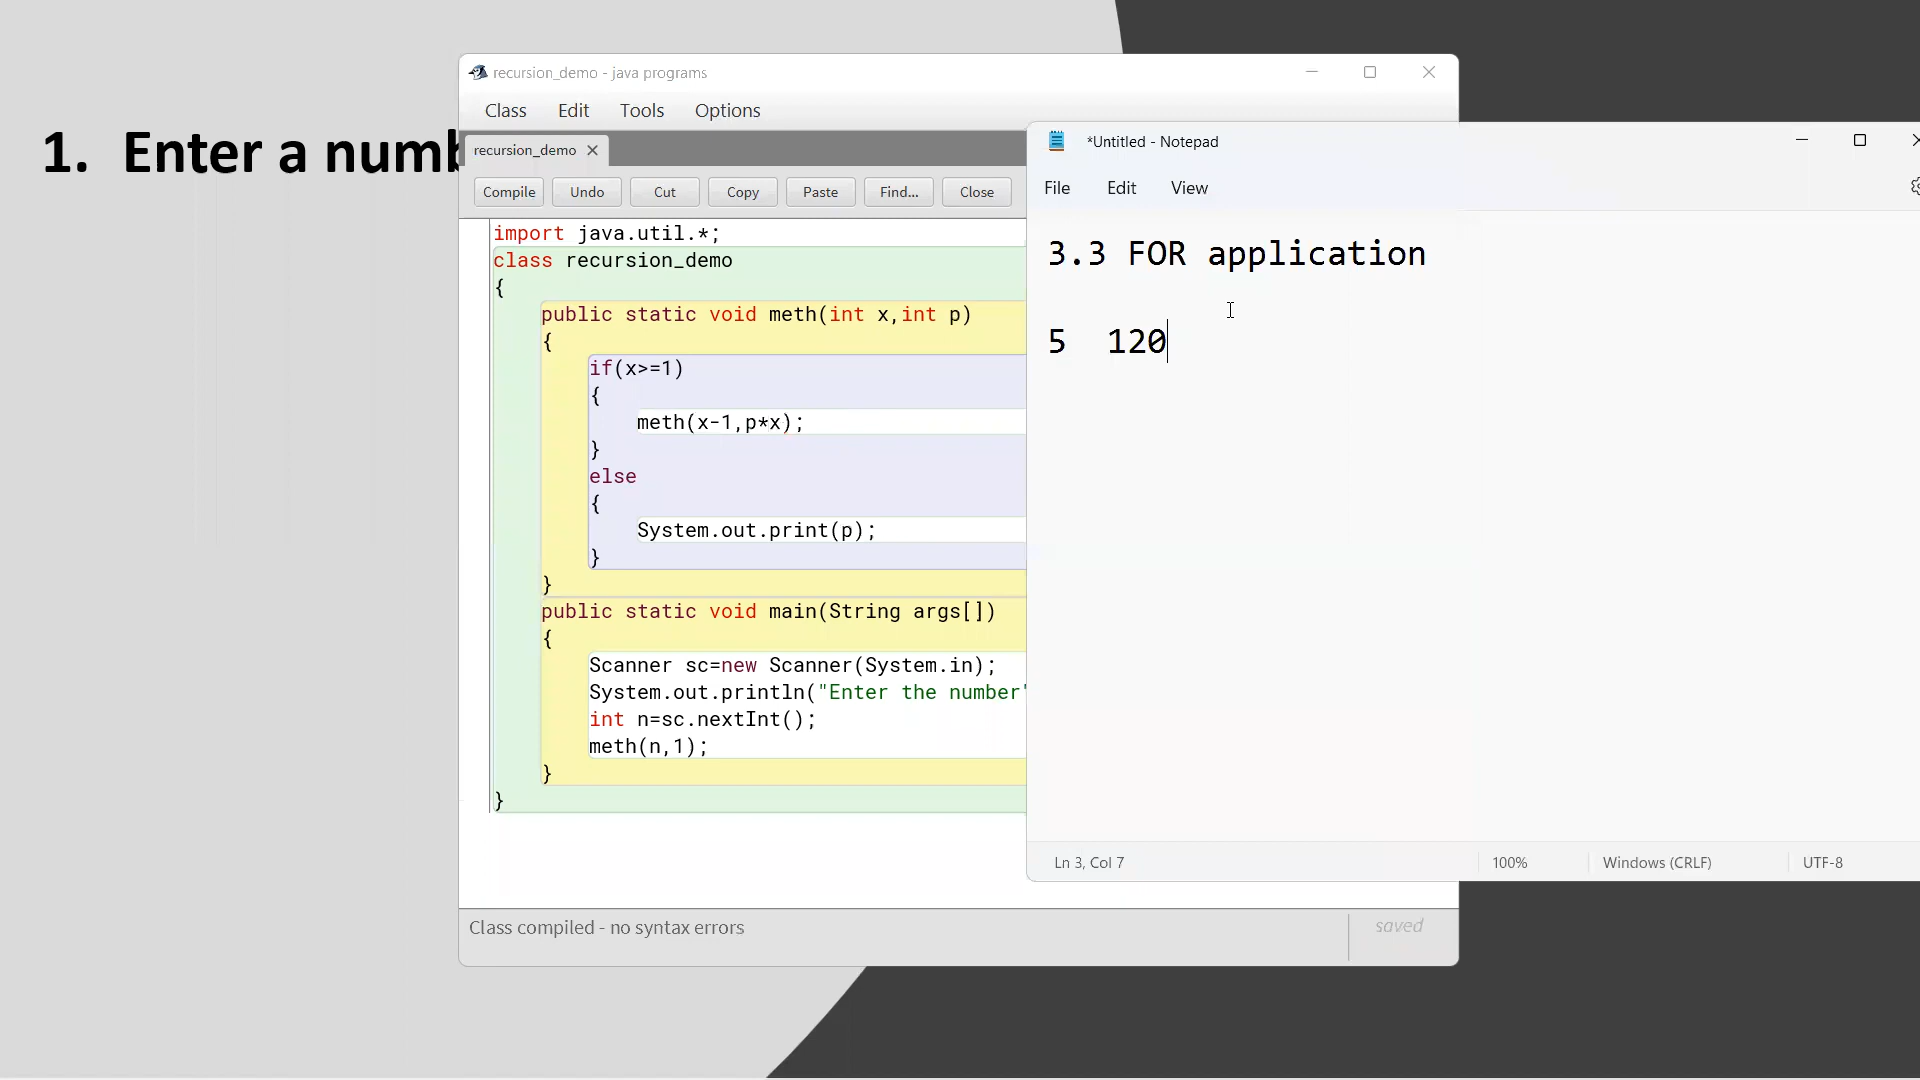 1. Enter a numb
recursion_demo - java programs
Class Edit Tools Options
recursion_demo
Compile Undo Cut Copy Paste Find... Close
import java.util.*;
class recursion_demo
{
public static void meth(int x,int p)
{
if(x>=1)
{
meth(x-1,p*x);
}
else
{
System.out.print(p);
}
}
public static void main(String args[])
{
Scanner sc=new Scanner(System.in);
System.out.println("Enter the number"
int n=sc.nextInt();
meth(n,1);
}
}
Class compiled - no syntax errors
saved
*Untitled - Notepad
File Edit View
3.3 FOR application
5 120
Ln 3, Col 7 100% Windows (CRLF) UTF-8